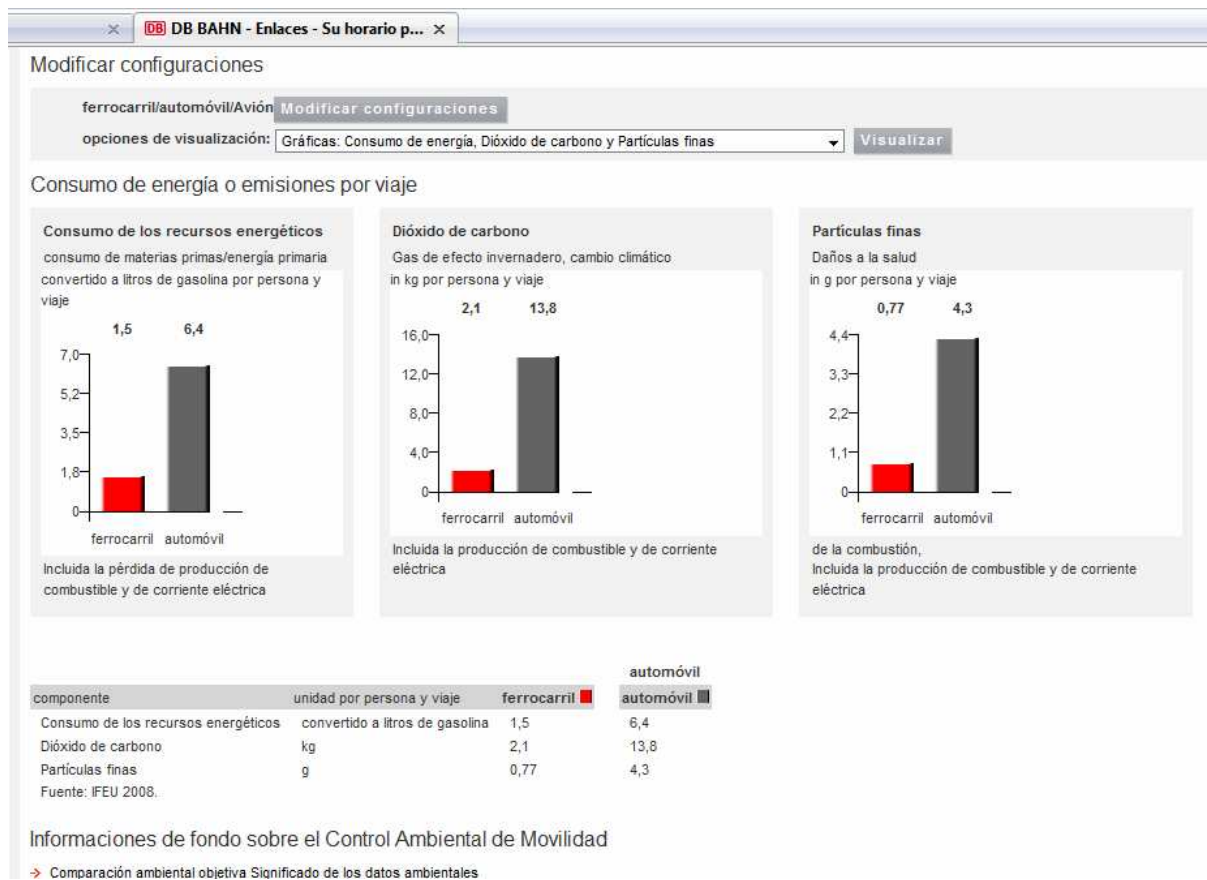 DB DB BAHN - Enlaces - Su horario p... ×
Modificar configuraciones
ferrocarril/automóvil/Avión Modificar configuraciones
opciones de visualización: Gráficas: Consumo de energía, Dióxido de carbono y Partículas finas Visualizar
Consumo de energía o emisiones por viaje
Consumo de los recursos energéticos
consumo de materias primas/energía primaria
convertido a litros de gasolina por persona y
viaje
1,5 6,4
7,0
5,2
3,5
1,8
0
ferrocarril automóvil
Incluida la pérdida de producción de
combustible y de corriente eléctrica
Dióxido de carbono
Gas de efecto invernadero, cambio climático
in kg por persona y viaje
2,1 13,8
16,0
12,0
8,0
4,0
0
ferrocarril automóvil
Incluida la producción de combustible y de corriente
eléctrica
Partículas finas
Daños a la salud
in g por persona y viaje
0,77 4,3
4,4
3,3
2,2
1,1
0
ferrocarril automóvil
de la combustión,
Incluida la producción de combustible y de corriente
eléctrica
automóvil
componente unidad por persona y viaje ferrocarril automóvil
Consumo de los recursos energéticos convertido a litros de gasolina 1,5 6,4
Dióxido de carbono kg 2,1 13,8
Partículas finas g 0,77 4,3
Fuente: IFEU 2008.
Informaciones de fondo sobre el Control Ambiental de Movilidad
→ Comparación ambiental objetiva Significado de los datos ambientales